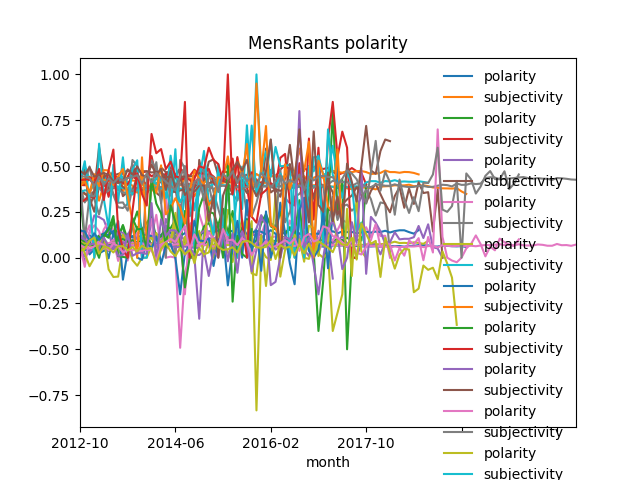 MensRants polarity
1.00
0.75
0.50
0.25
0.00
−0.25
−0.50
−0.75
2012-10
2014-06
2016-02
2017-10
month
polarity
subjectivity
polarity
subjectivity
polarity
subjectivity
polarity
subjectivity
polarity
subjectivity
polarity
subjectivity
polarity
subjectivity
polarity
subjectivity
polarity
subjectivity
polarity
subjectivity